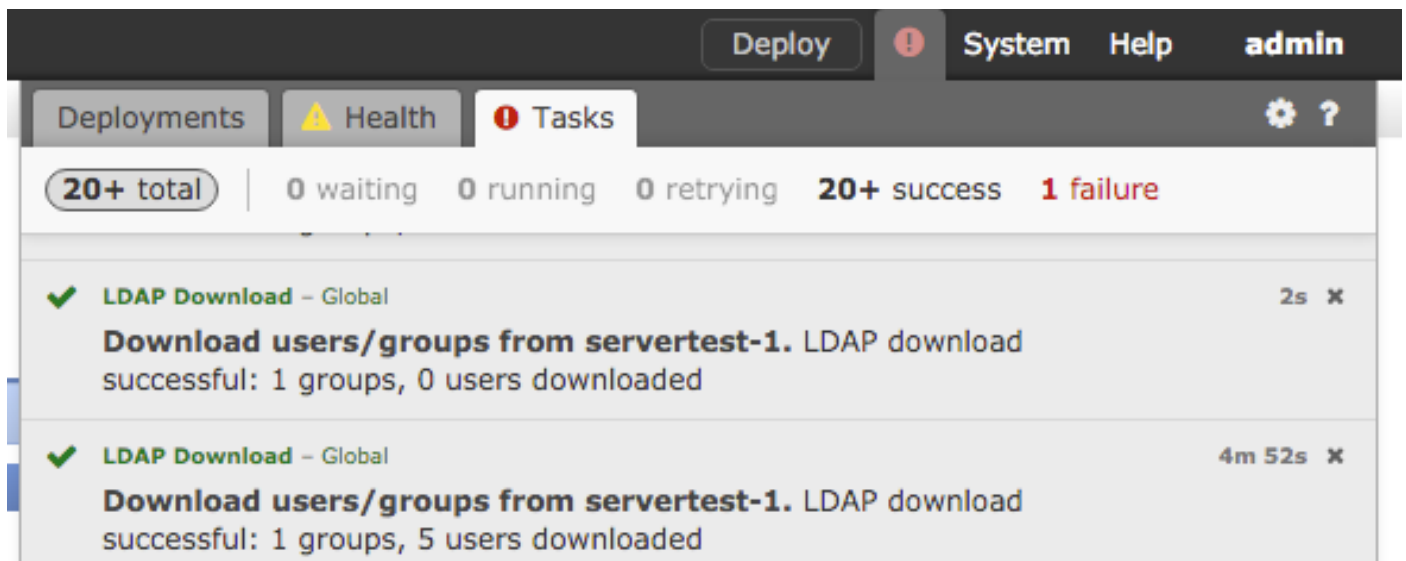 Deploy System Help admin
Deployments Health Tasks ?
20+ total 0 waiting 0 running 0 retrying 20+ success 1 failure
LDAP Download – Global 2s
Download users/groups from servertest-1. LDAP download
successful: 1 groups, 0 users downloaded
LDAP Download – Global 4m 52s
Download users/groups from servertest-1. LDAP download
successful: 1 groups, 5 users downloaded